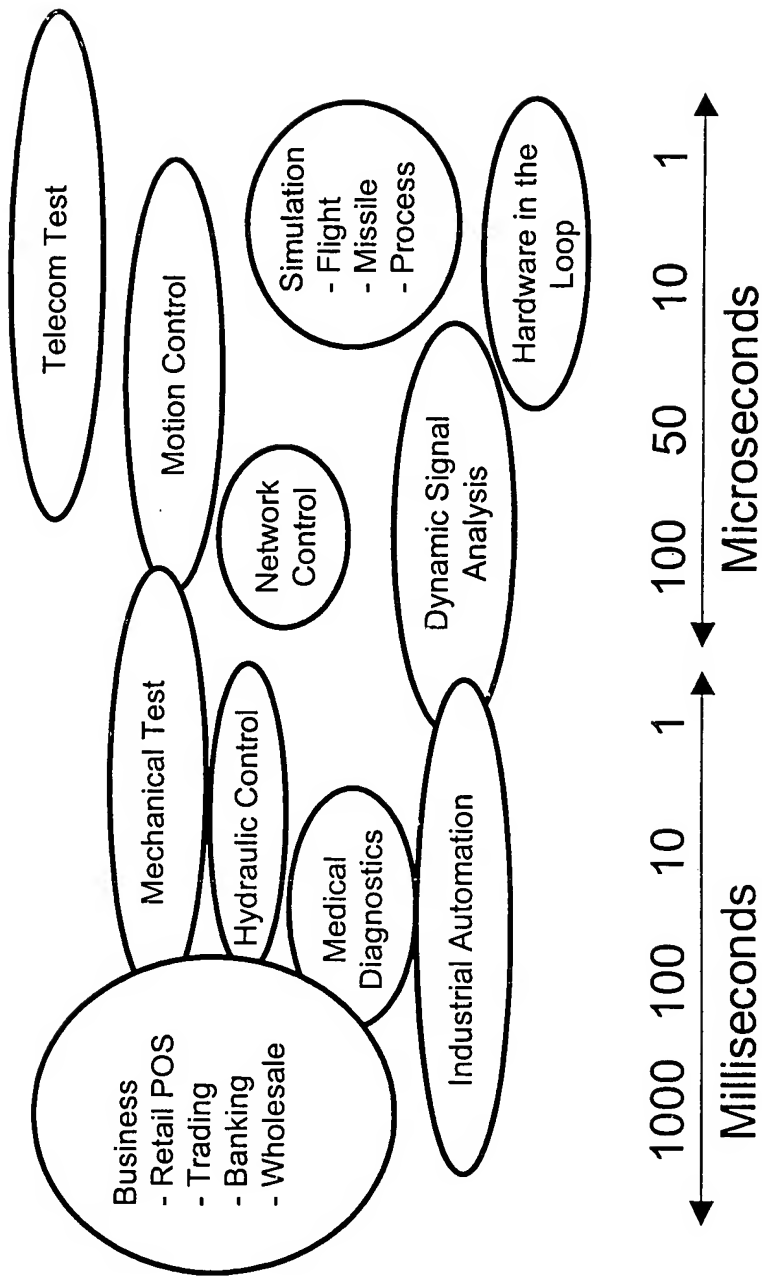 Business
- Retail POS
- Trading
- Banking
- Wholesale
Mechanical Test
Hydraulic Control
Medical
Diagnostics
Industrial Automation
Telecom Test
Motion Control
Network
Control
Dynamic Signal
Analysis
Simulation
- Flight
- Missile
- Process
Hardware in the
Loop
1000 100 10 1
Milliseconds
100 50 10 1
Microseconds